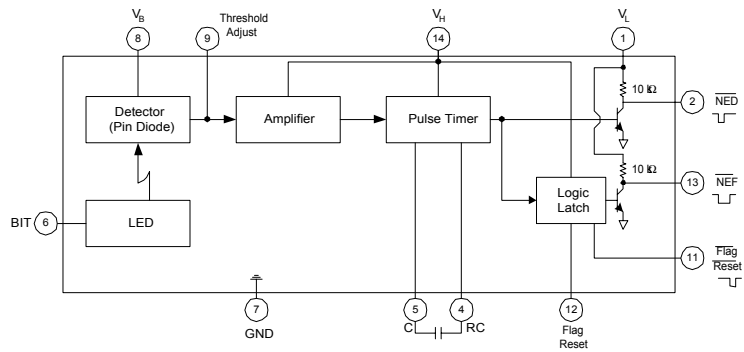 V_B
Threshold
Adjust
V_H
V_L
8
9
14
1
10 kΩ
2
NED
Detector
(Pin Diode)
Amplifier
Pulse Timer
10 kΩ
13
NEF
Logic
Latch
BIT
6
LED
11
Flag
Reset
7
GND
5
C
4
RC
12
Flag
Reset